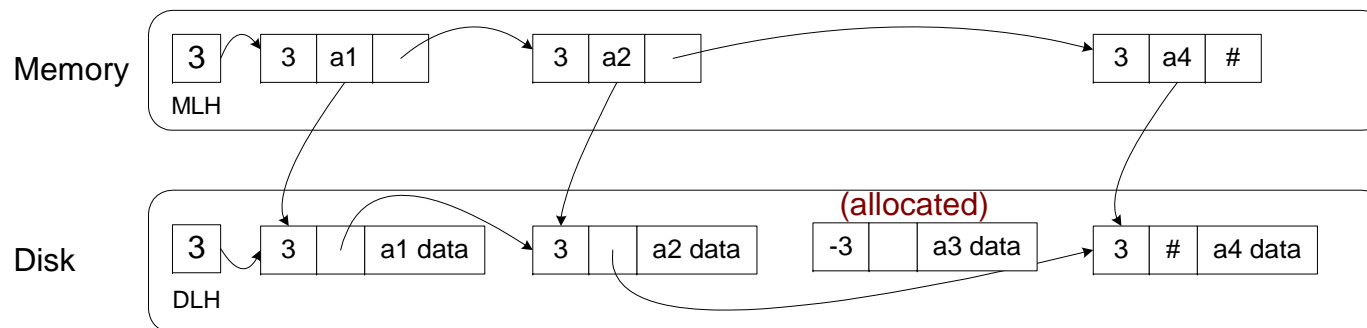 Memory
3 3 a1 3 a2 3 a4 #
MLH
(allocated)
Disk
3 3 a1 data 3 a2 data -3 a3 data 3 # a4 data
DLH